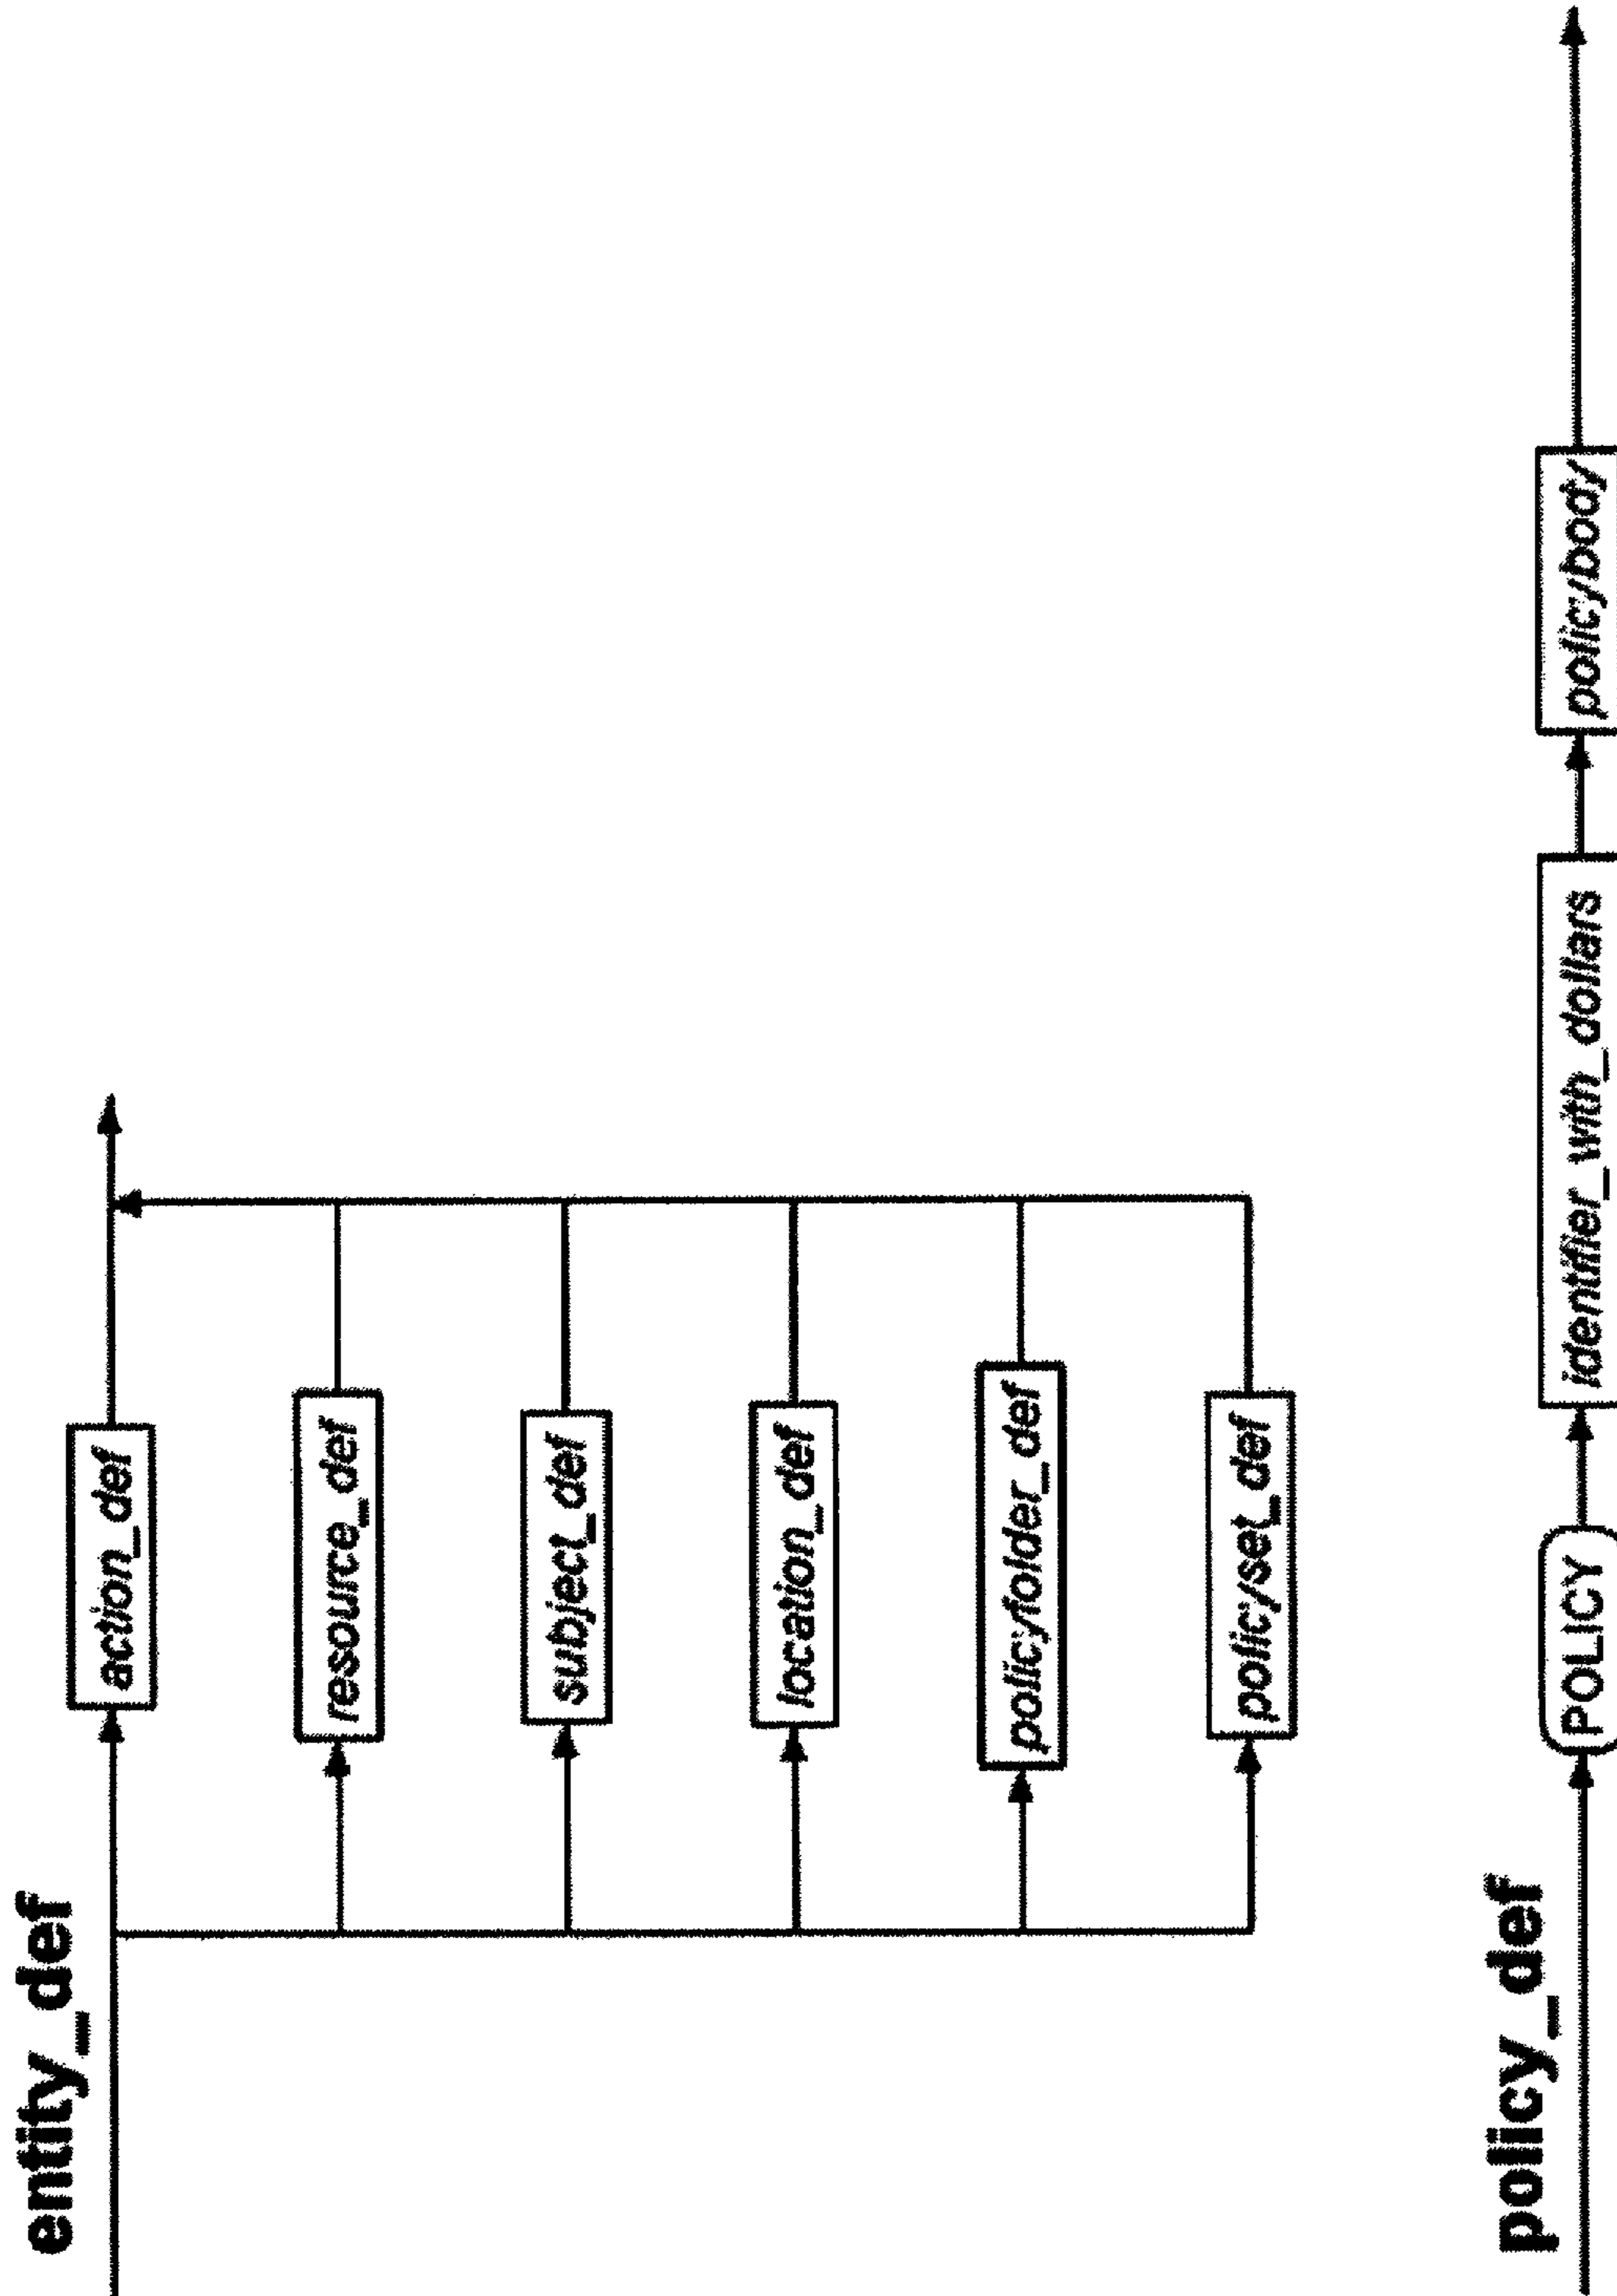 entity_def
action_def
resource_def
subject_def
location_def
policyfolder_def
policyset_def
policy_def
POLICY
identifier_with_dollars
policybody